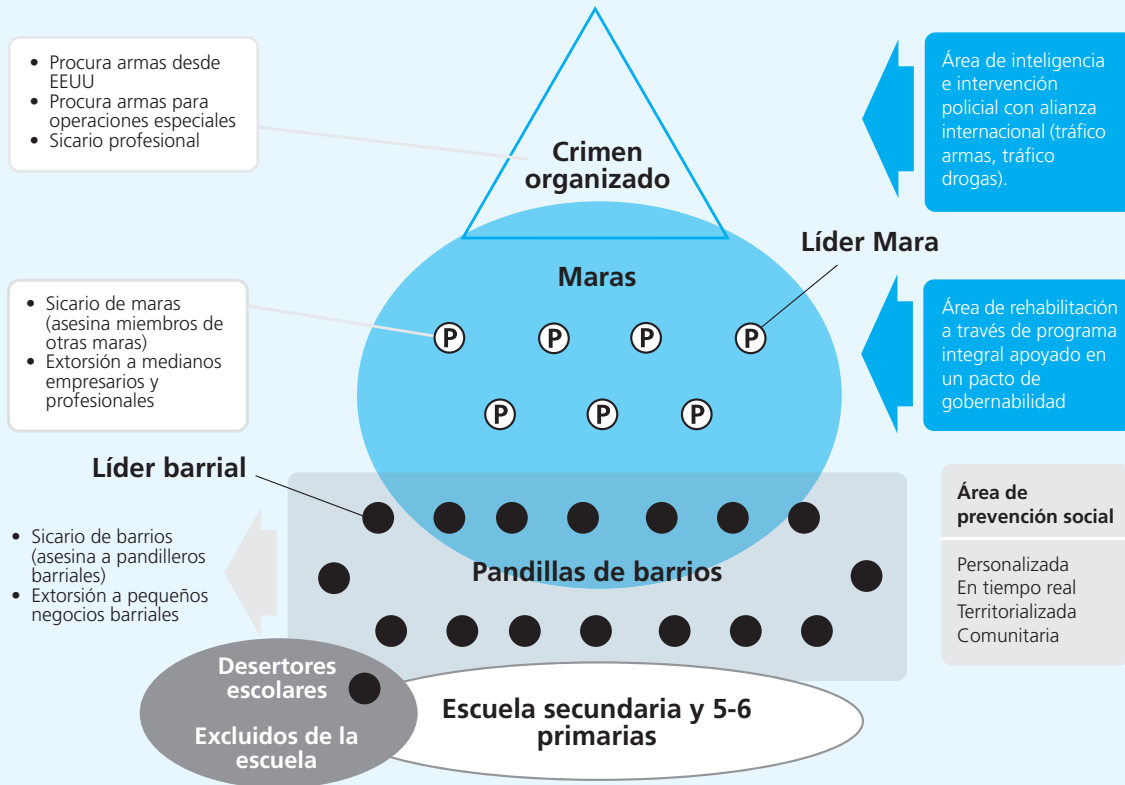 • Procura armas desde
EEUU
• Procura armas para
operaciones especiales
• Sicario profesional
Crimen
organizado
Área de inteligencia
e intervención
policial con alianza
internacional (tráfico
armas, tráfico
drogas).
Líder Mara
Maras
• Sicario de maras
(asesina miembros de
otras maras)
• Extorsión a medianos
empresarios y
profesionales
P P P P
P P P
Área de rehabilitación
a través de programa
integral apoyado en
un pacto de
gobernabilidad
Líder barrial
• Sicario de barrios
(asesina a pandilleros
barriales)
• Extorsión a pequeños
negocios barriales
Pandillas de barrios
Área de
prevención social
Personalizada
En tiempo real
Territorializada
Comunitaria
Desertores
escolares
Excluidos de la
escuela
Escuela secundaria y 5-6
primarias